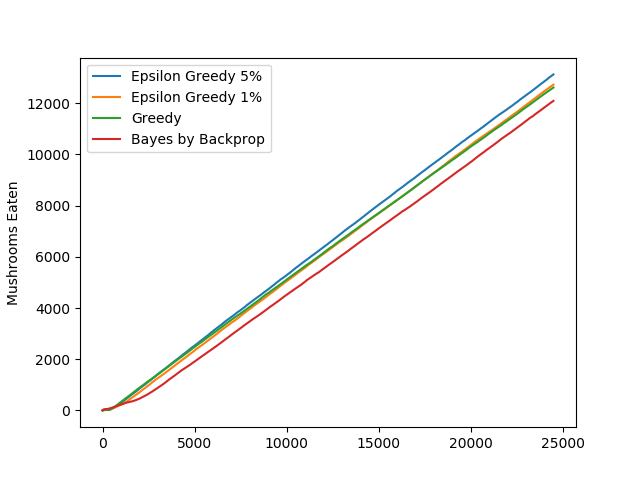 Epsilon Greedy 5%
Epsilon Greedy 1%
Greedy
Bayes by Backprop
Mushrooms Eaten
12000
10000
8000
6000
4000
2000
0
0 5000 10000 15000 20000 25000